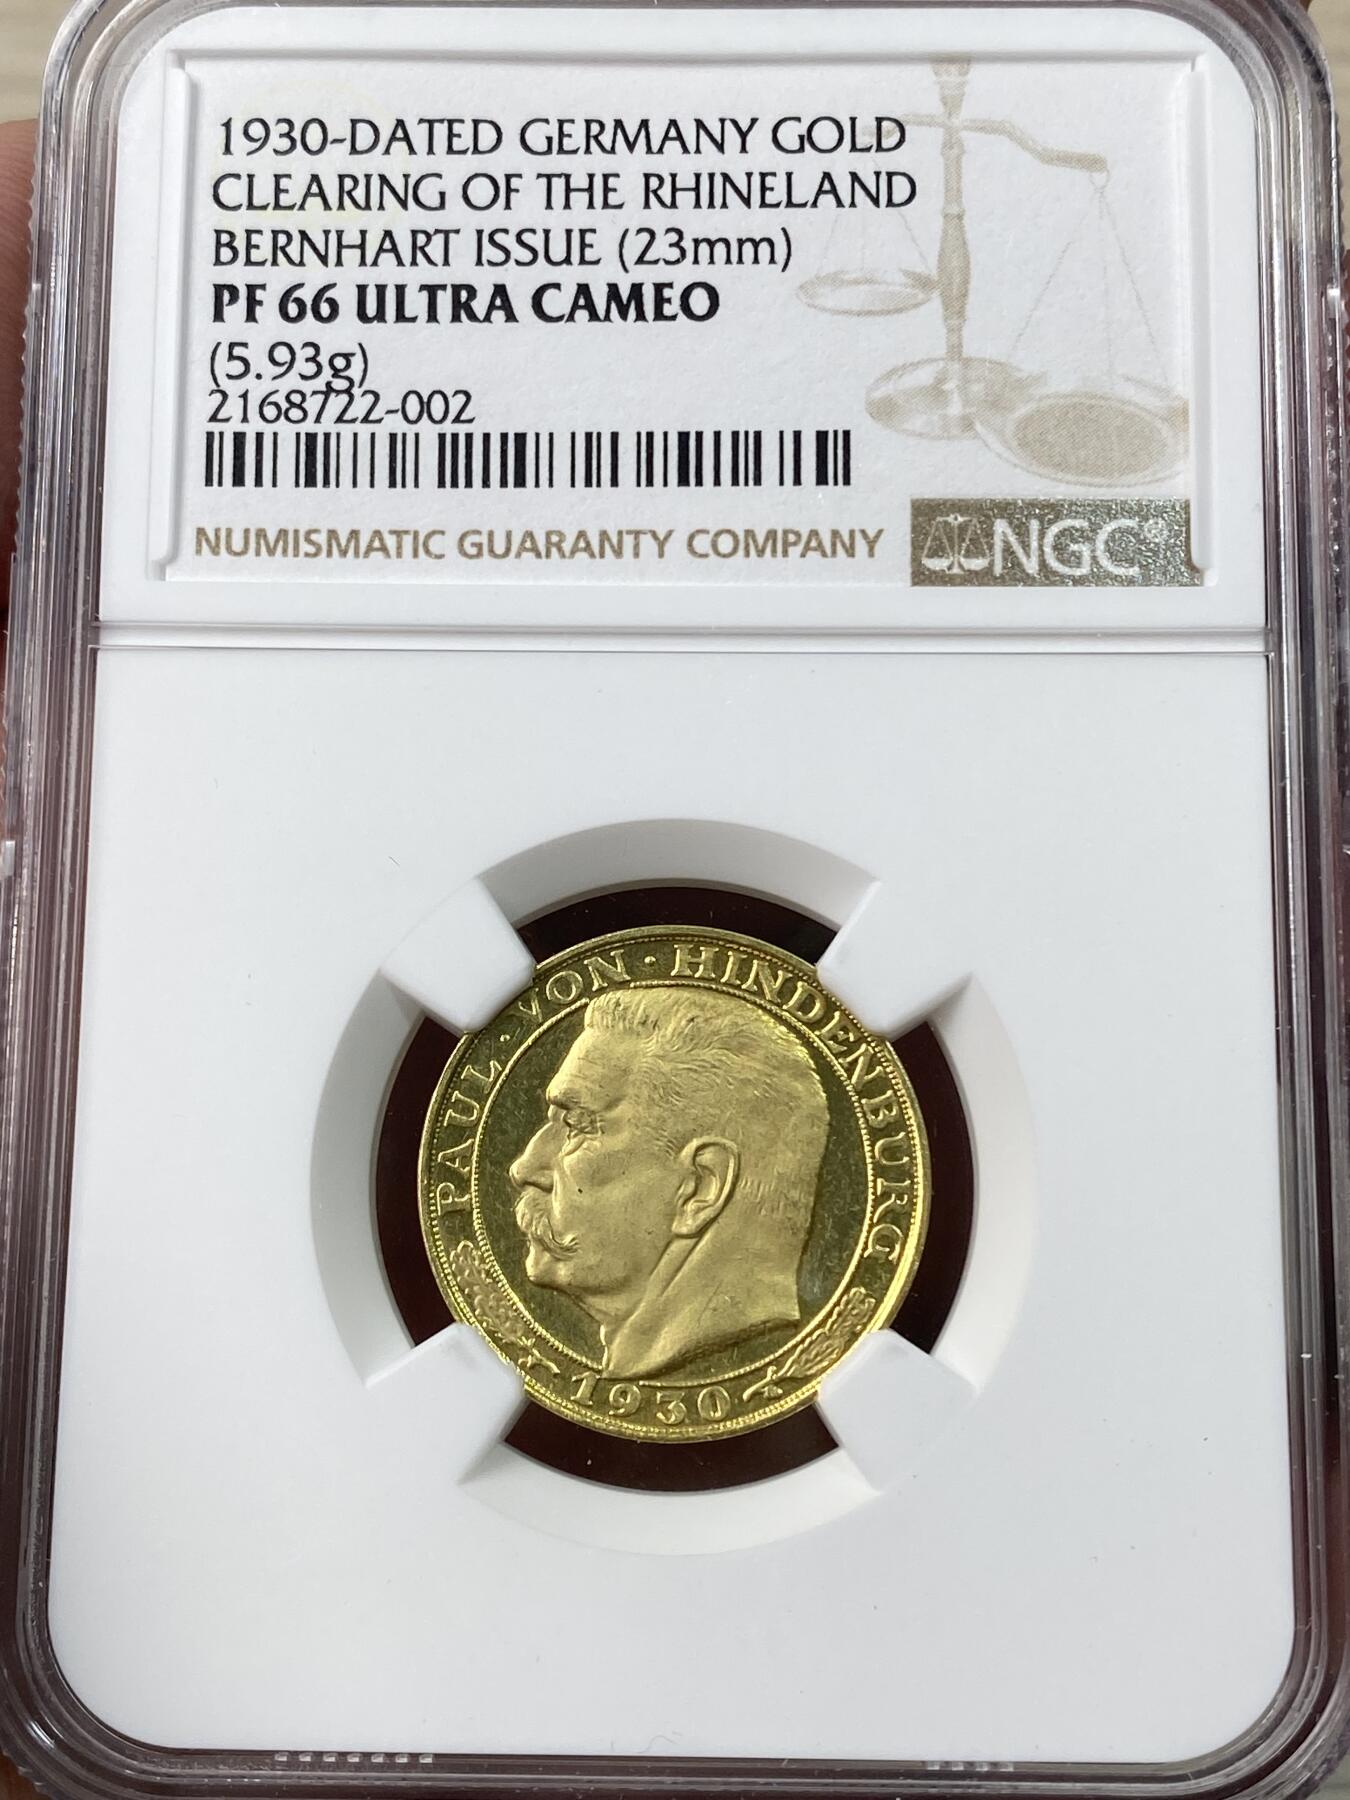 1930-DATED GERMANY GOLD
CLEARING OF THE RHINELAND
BERNHART ISSUE (23mm)
PF 66 ULTRA CAMEO
(5.93g)
2168722-002
NUMISMATIC GUARANTY COMPANY
NGC®
PAUL · VON · HINDENBURG
1930